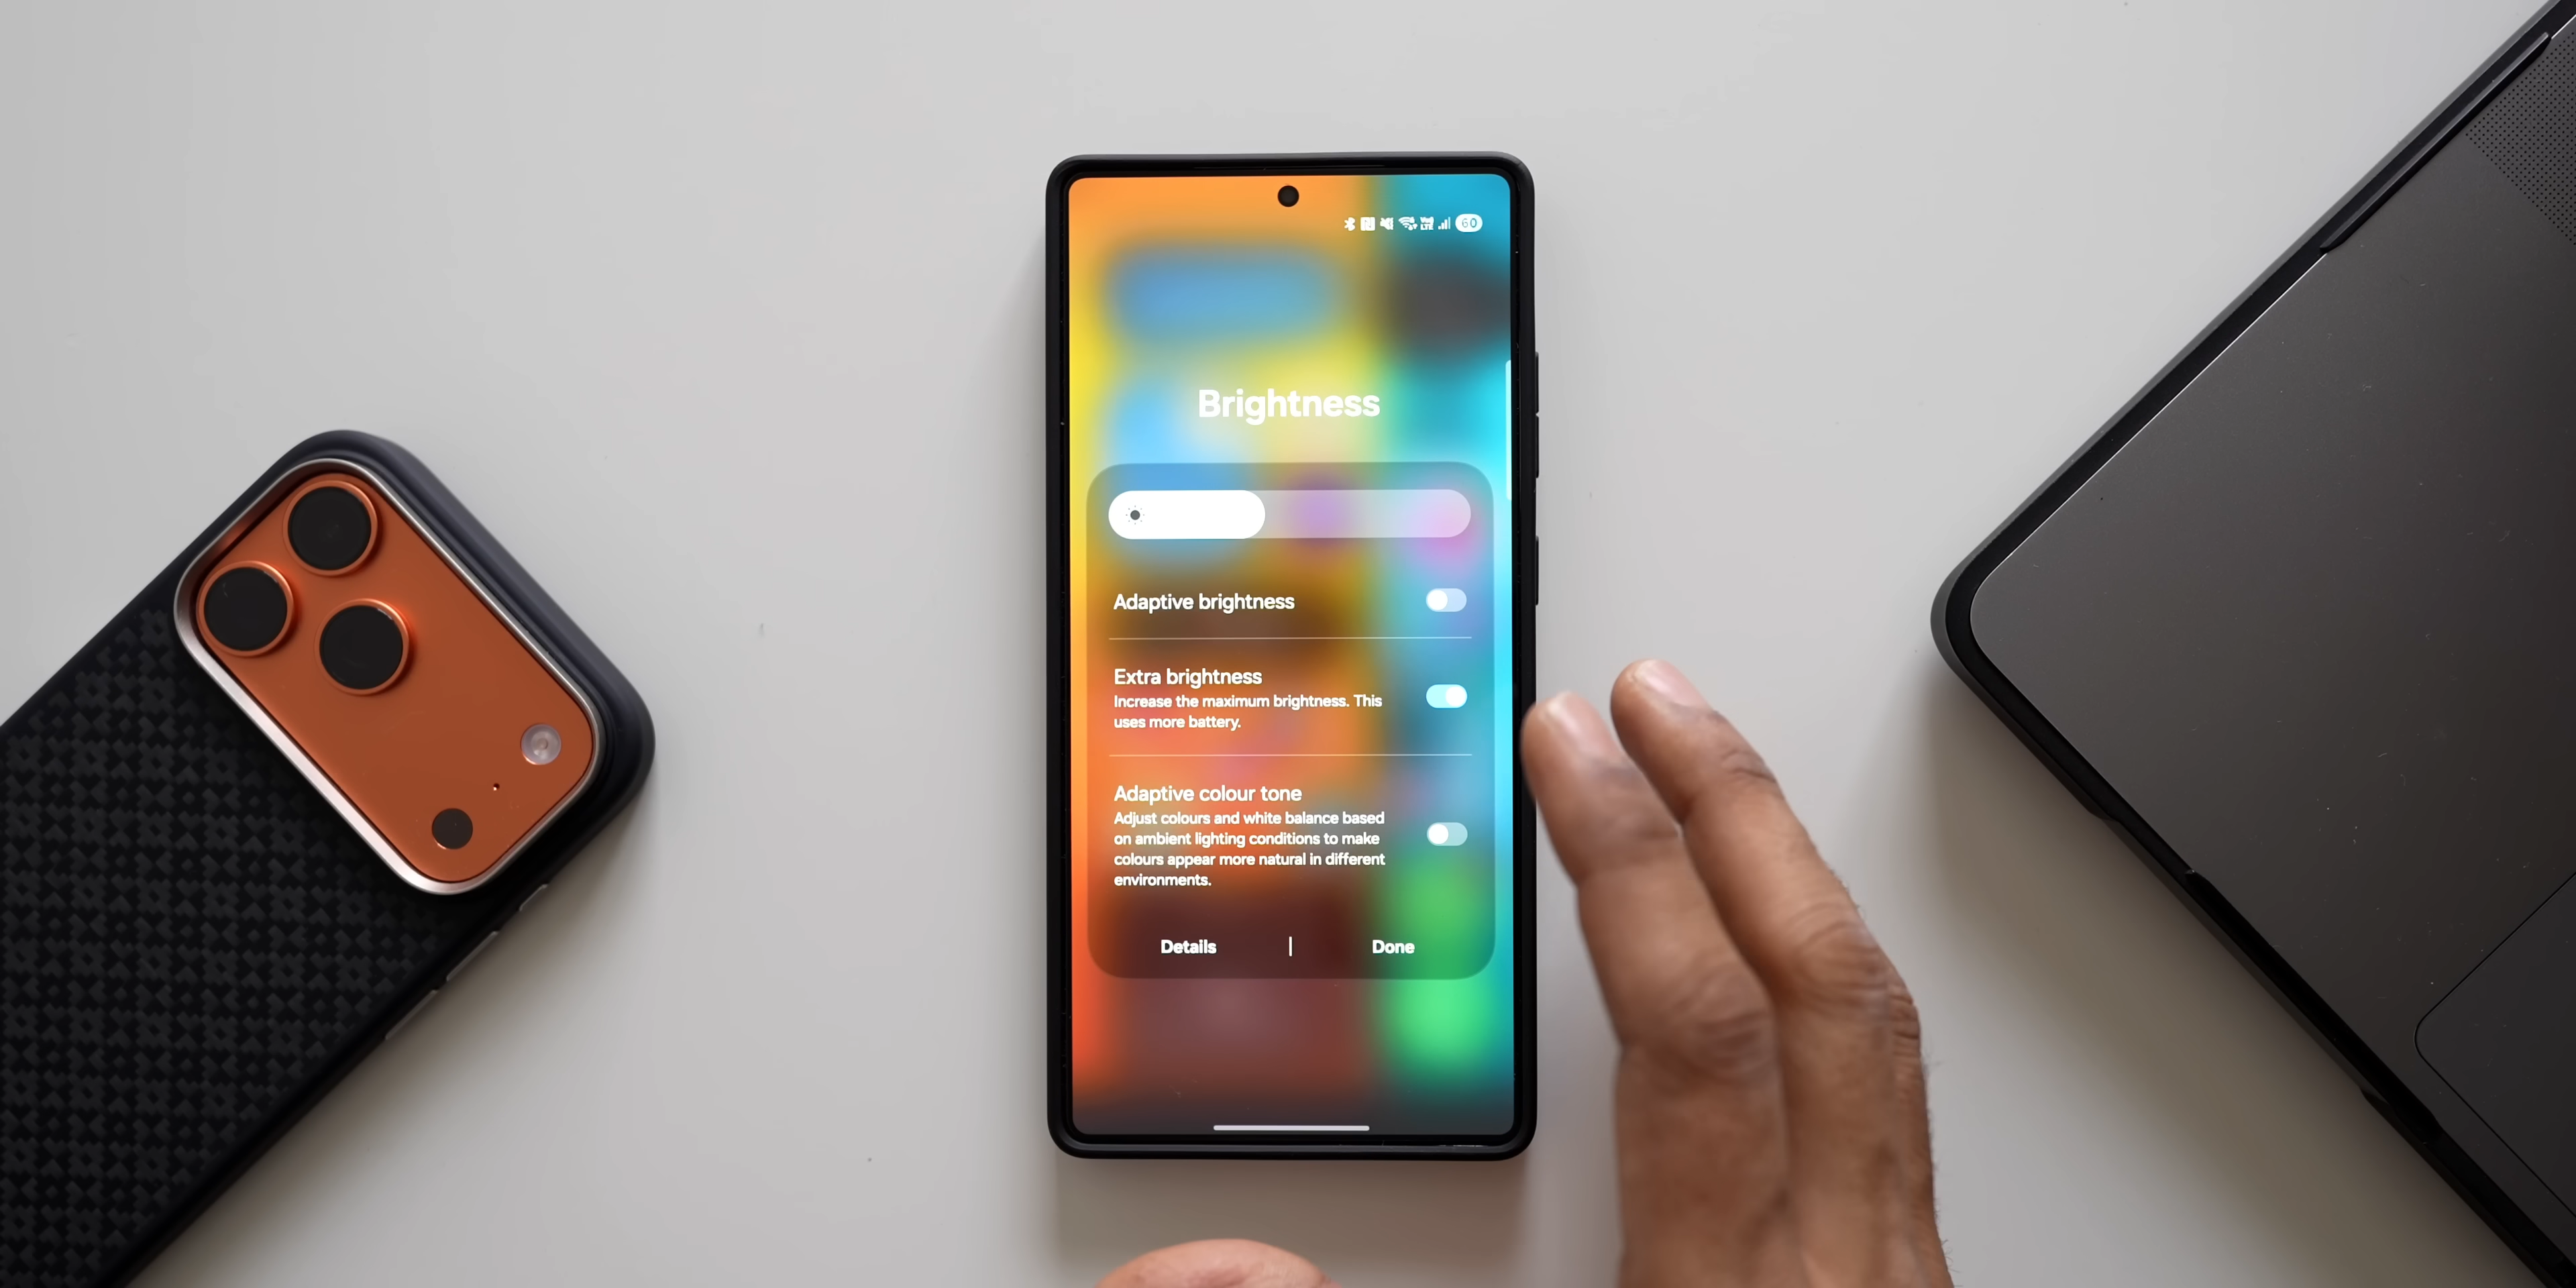 60
Brightness
Adaptive brightness
Extra brightness
Increase the maximum brightness. This
uses more battery.
Adaptive colour tone
Adjust colours and white balance based
on ambient lighting conditions to make
colours appear more natural in different
environments.
Details | Done